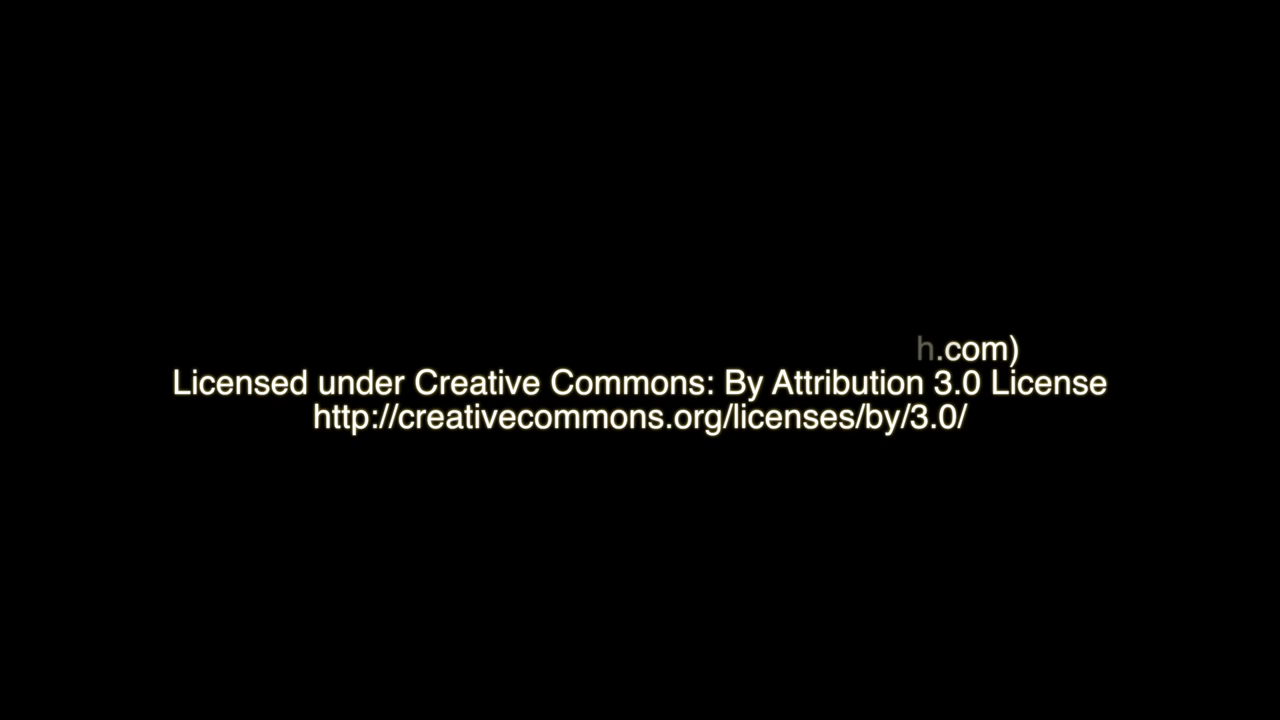 h.com)
Licensed under Creative Commons: By Attribution 3.0 License
http://creativecommons.org/licenses/by/3.0/